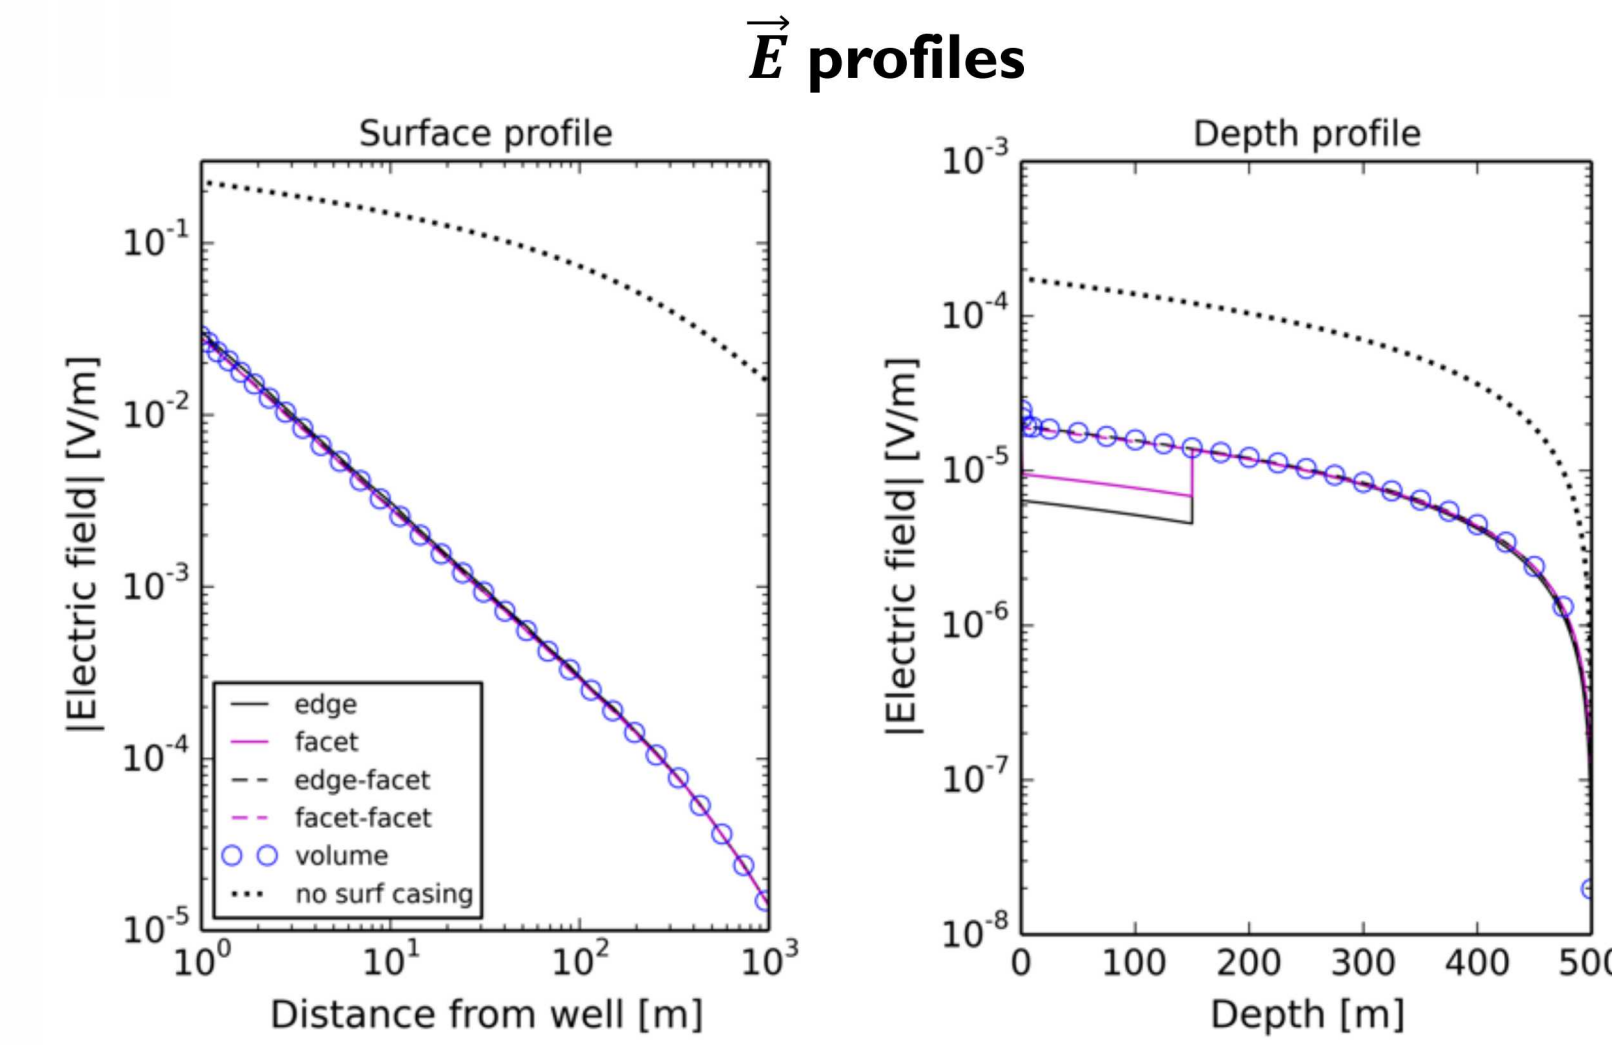 E profiles
Surface profile
|Electric field| [V/m]
10-1
10-2
10-3
10-4
10-5
edge
facet
edge-facet
facet-facet
volume
no surf casing
100
101
102
103
Distance from well [m]
Depth profile
|Electric field| [V/m]
10-3
10-4
10-5
10-6
10-7
10-8
0
100
200
300
400
500
Depth [m]